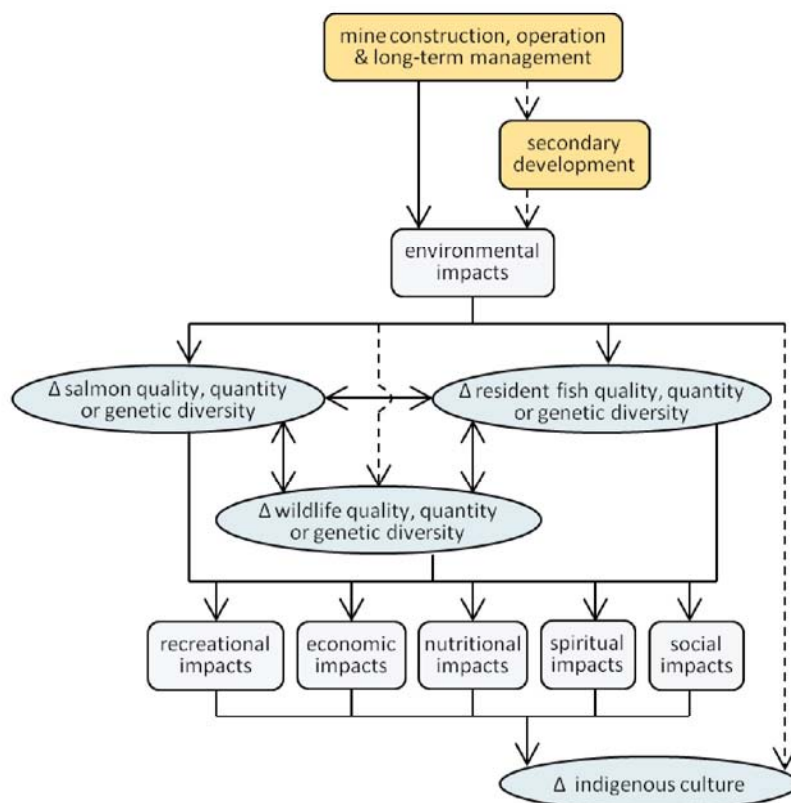 mine construction, operation
& long-term management
secondary
development
environmental
impacts
Δ salmon quality, quantity
or genetic diversity
Δ resident fish quality, quantity
or genetic diversity
Δ wildlife quality, quantity
or genetic diversity
recreational
impacts
economic
impacts
nutritional
impacts
spiritual
impacts
social
impacts
Δ indigenous culture